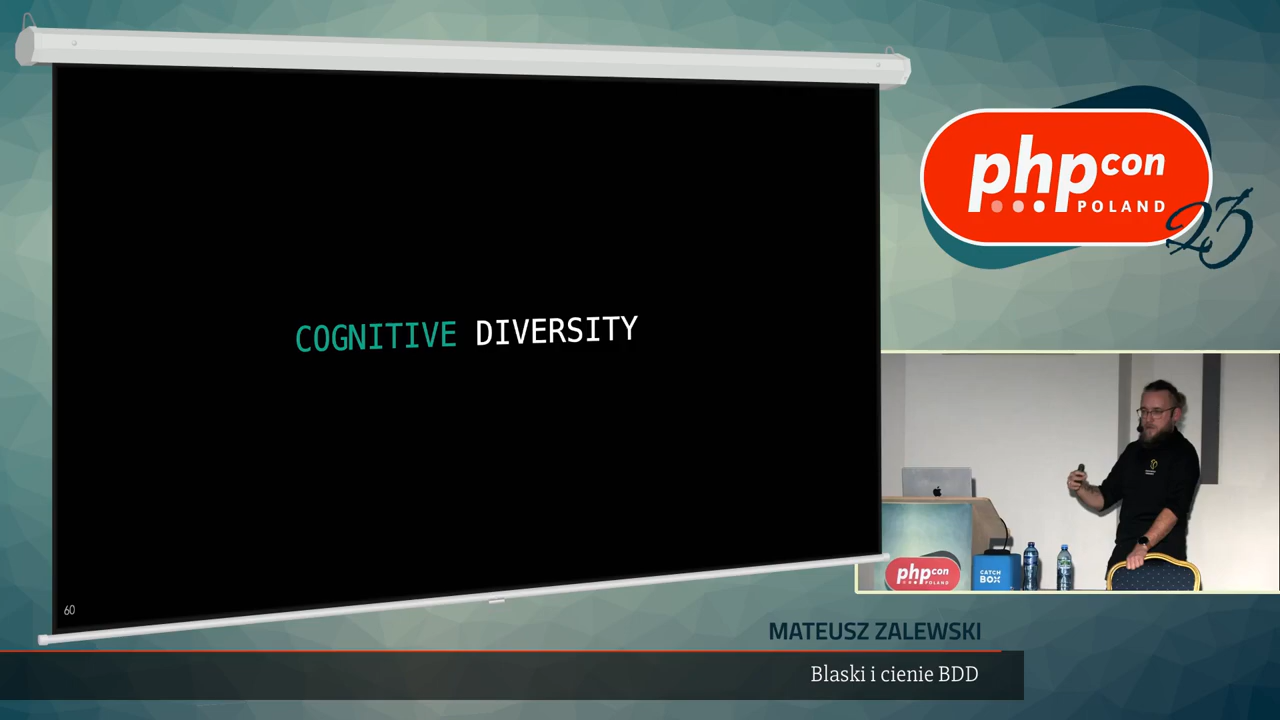 COGNITIVE DIVERSITY
60
phpcon
POLAND
23
phpcon
POLAND
CATCH
BOX
MATEUSZ ZALEWSKI
Blaski i cienie BDD